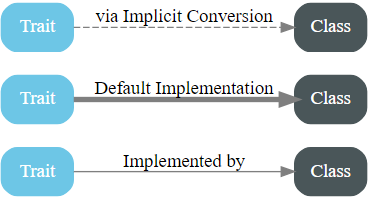 Trait via Implicit Conversion Class
Trait Default Implementation Class
Trait Implemented by Class